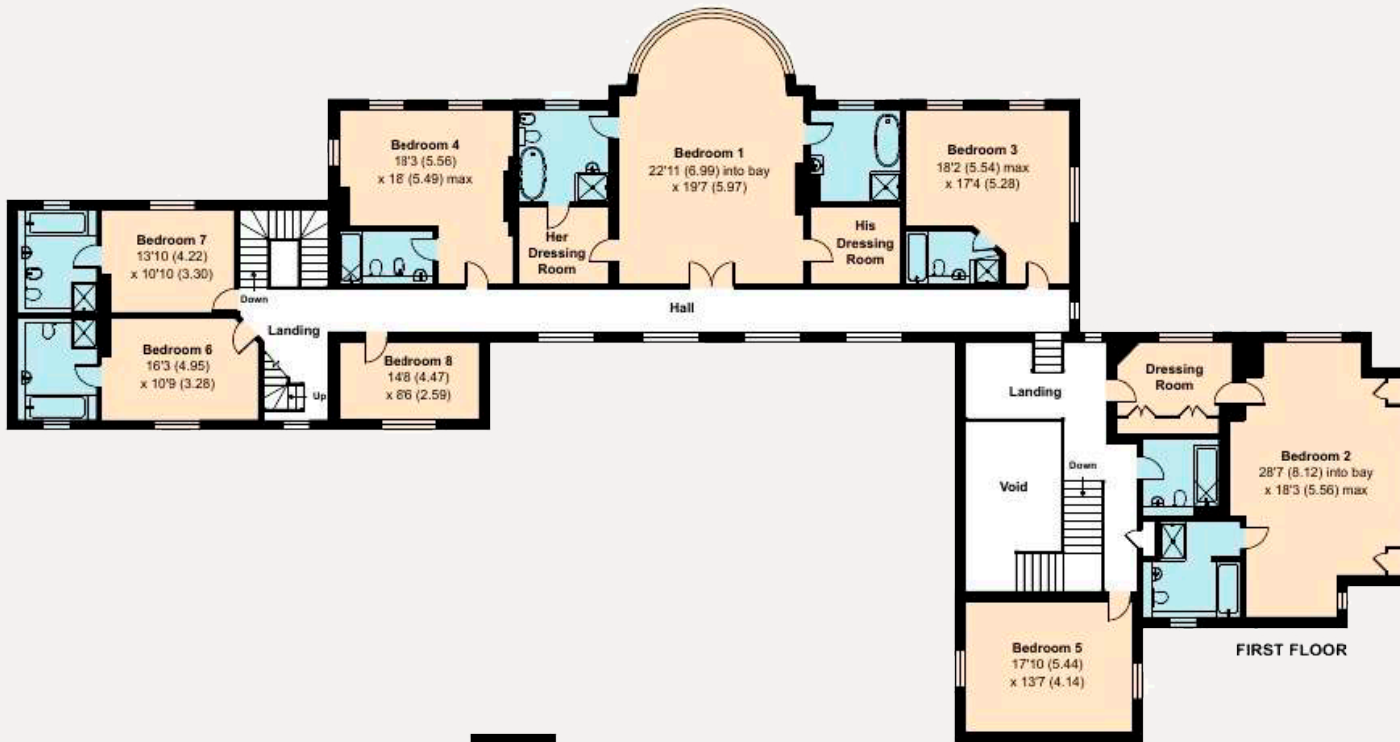 Bedroom 4
18'3 (5.56)
x 18' (5.49) max
Bedroom 1
22'11 (6.99) into bay
x 19'7 (5.97)
Bedroom 3
18'2 (5.54) max
x 17'4 (5.28)
Bedroom 7
13'10 (4.22)
x 10'10 (3.30)
Her
Dressing
Room
His
Dressing
Room
Down
Hall
Landing
Bedroom 6
16'3 (4.95)
x 10'9 (3.28)
Bedroom 8
14'8 (4.47)
x 8'6 (2.59)
Up
Landing
Dressing
Room
Bedroom 2
28'7 (8.12) into bay
x 18'3 (5.56) max
Down
Void
Bedroom 5
17'10 (5.44)
x 13'7 (4.14)
FIRST FLOOR